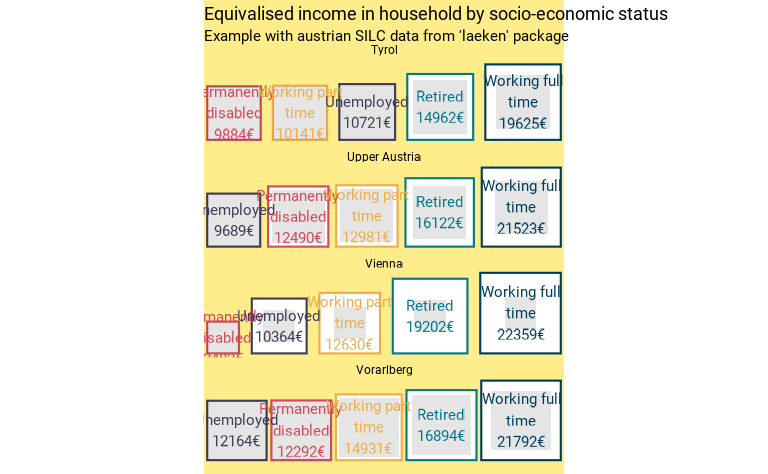 Equivalised income in household by socio-economic status
Example with austrian SILC data from 'laeken' package
Tyrol
ermanently
disabled
9884€
Working part
time
10141€
Unemployed
10721€
Retired
14962€
Working full
time
19625€
Upper Austria
nemployed
9689€
Permanently
disabled
12490€
Working part
time
12981€
Retired
16122€
Working full
time
21523€
Vienna
rmanently
isabled
Unemployed
10364€
Working part
time
12630€
Retired
19202€
Working full
time
22359€
Vorarlberg
nemployed
12164€
Permanently
disabled
12292€
Working part
time
14931€
Retired
16894€
Working full
time
21792€